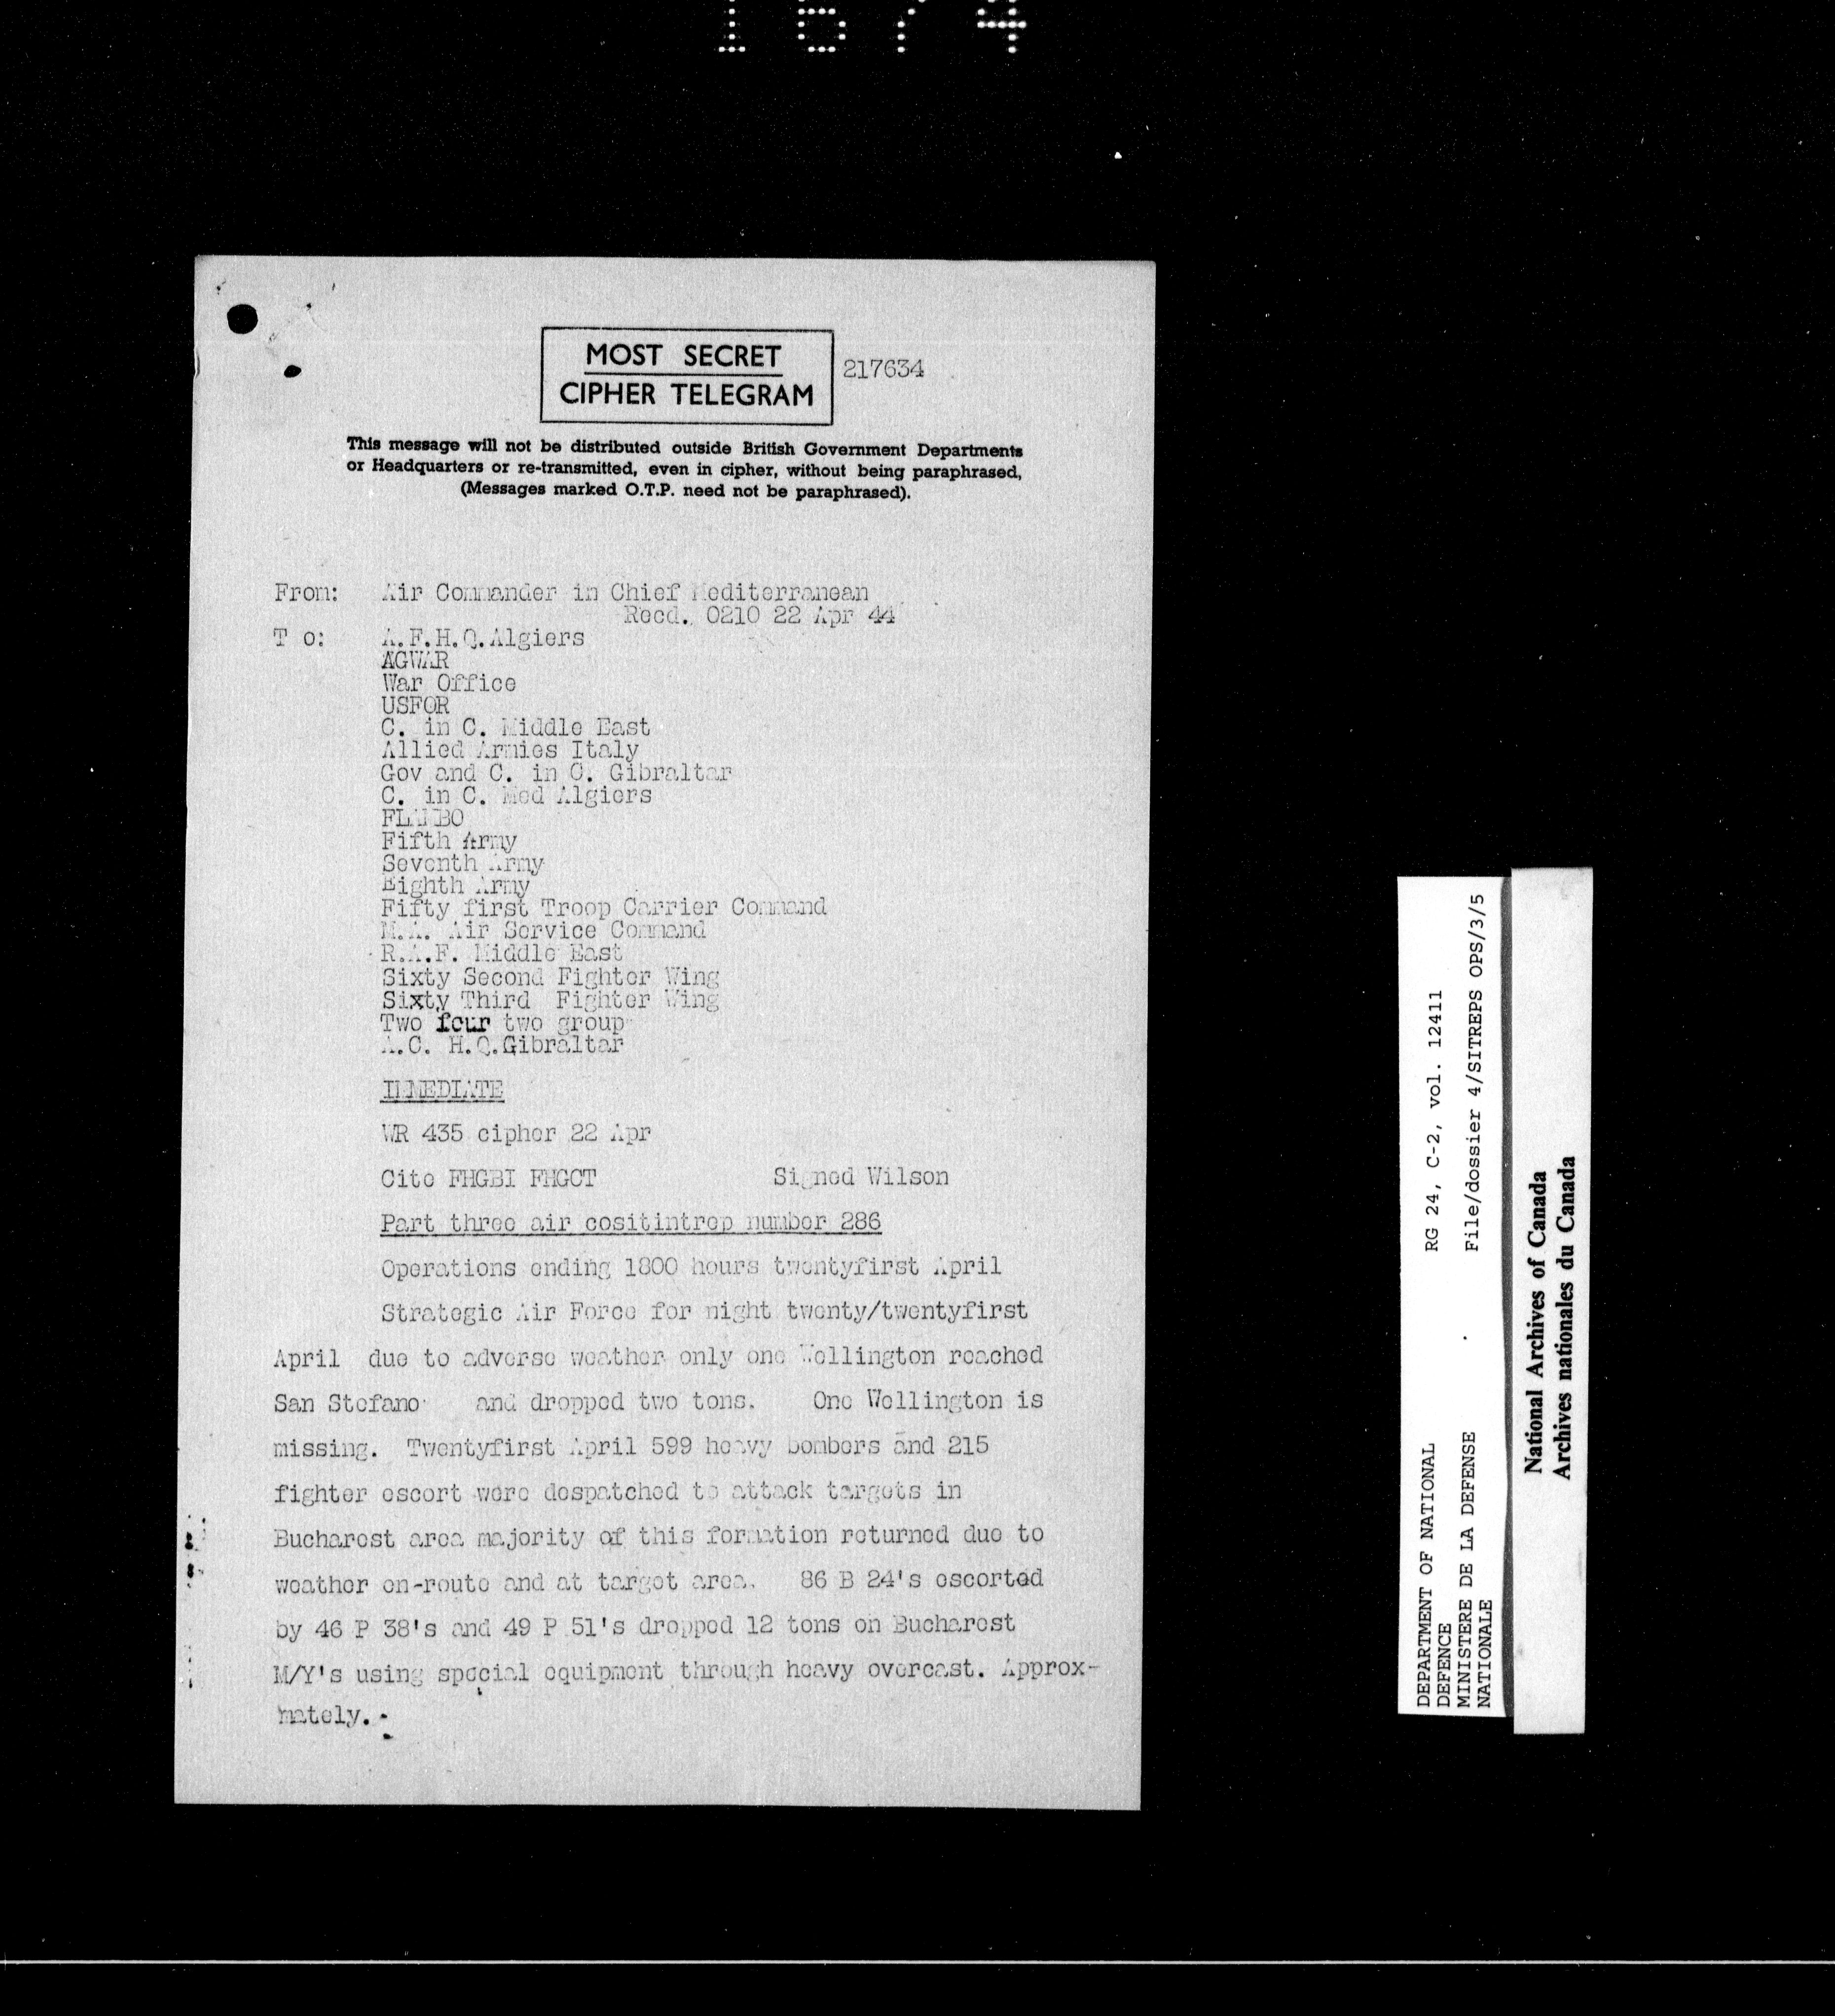 1674
MOST SECRET
CIPHER TELEGRAM
217634
This message will not be distributed outside British Government Departments
or Headquarters or re-transmitted, even in cipher, without being paraphrased,
(Messages marked O.T.P. need not be paraphrased).
From: Air Commander in Chief Mediterranean
Recd. 0210 22 Apr 44
T o: A.F.H.Q.Algiers
AGWAR
War Office
USFOR
C. in C. Middle East
Allied Armies Italy
Gov and C. in C. Gibraltar
C. in C. Med Algiers
FLAMBO
Fifth Army
Seventh Army
Eighth Army
Fifty first Troop Carrier Command
M.A. Air Service Command
R.A.F. Middle East
Sixty Second Fighter Wing
Sixty Third Fighter Wing
Two four two group
A.C. H.Q.Gibraltar
IMMEDIATE
WR 435 cipher 22 Apr
Cite FHGBI FHGCT Signed Wilson
Part three air cositintrep number 286
Operations ending 1800 hours twentyfirst April
Strategic Air Force for night twenty/twentyfirst
April due to adverse weather only one Wellington reached
San Stefano and dropped two tons. One Wellington is
missing. Twentyfirst April 599 heavy bombers and 215
fighter escort were despatched to attack targets in
Bucharest area majority of this formation returned due to
weather en-route and at target area. 86 B 24's escorted
by 46 P 38's and 49 P 51's dropped 12 tons on Bucharest
M/Y's using special equipment through heavy overcast. Approx-
mately.
DEPARTMENT OF NATIONAL
DEFENCE
MINISTERE DE LA DEFENSE
NATIONALE
RG 24, C-2, vol. 12411
File/dossier 4/SITREPS OPS/3/5
National Archives of Canada
Archives nationales du Canada